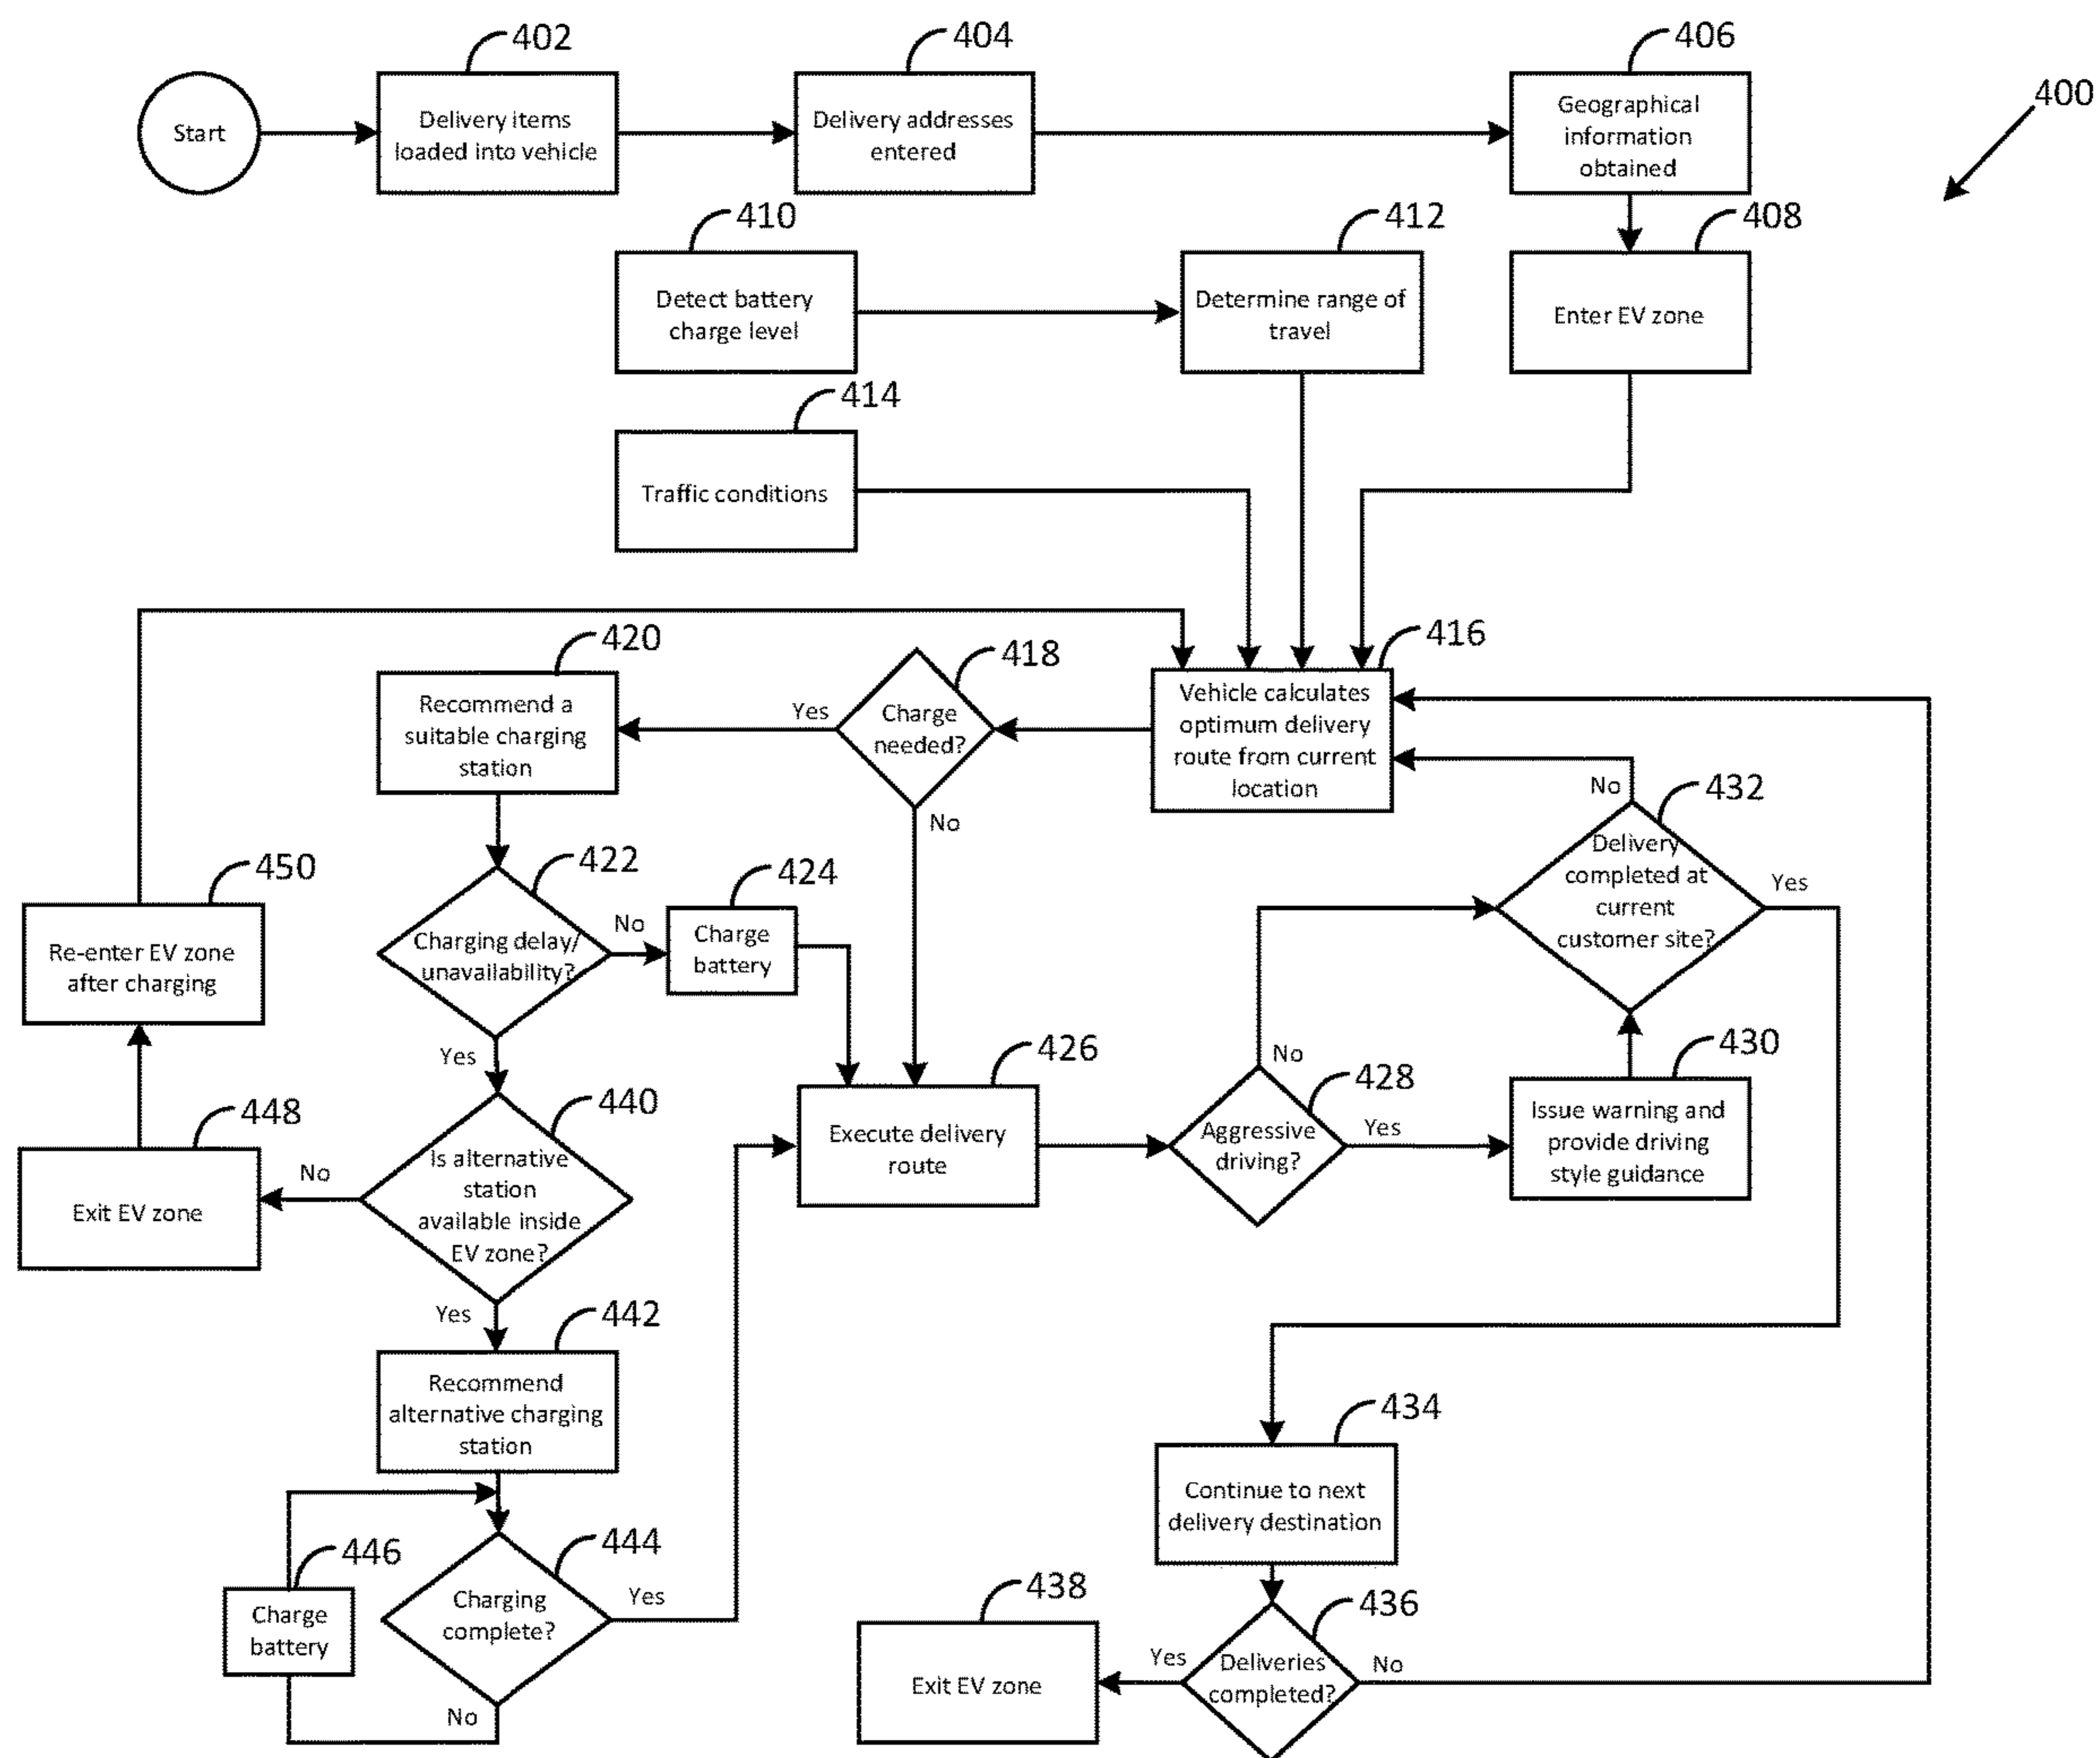 402
404
406
400
Start
Delivery items
loaded into vehicle
Delivery addresses
entered
Geographical
information
obtained
410
412
408
Detect battery
charge level
Determine range of
travel
Enter EV zone
414
Traffic conditions
420
418
416
Recommend a
suitable charging
station
Yes
Charge
needed?
No
Vehicle calculates
optimum delivery
route from current
location
No
432
Delivery
completed at
current
customer site?
Yes
450
Re-enter EV zone
after charging
422
Charging delay/
unavailability?
No
424
Charge
battery
Yes
426
Execute delivery
route
No
428
Aggressive
driving?
Yes
430
Issue warning and
provide driving
style guidance
448
Exit EV zone
No
440
Is alternative
station
available inside
EV zone?
Yes
442
Recommend
alternative charging
station
434
Continue to next
delivery destination
446
Charge
battery
444
Charging
complete?
Yes
No
438
Exit EV zone
Yes
436
Deliveries
completed?
No